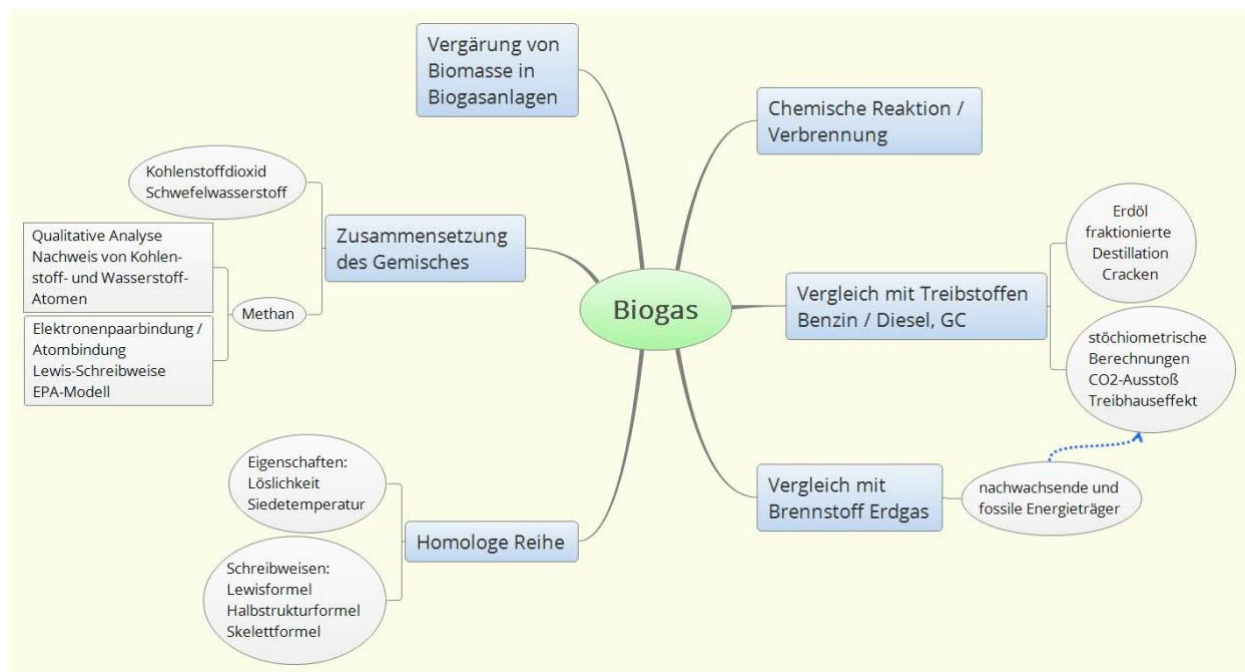 Vergärung von
Biomasse in
Biogasanlagen
Chemische Reaktion /
Verbrennung
Kohlenstoffdioxid
Schwefelwasserstoff
Zusammensetzung
des Gemisches
Qualitative Analyse
Nachweis von Kohlen-
stoff- und Wasserstoff-
Atomen
Methan
Elektronenpaarbindung /
Atombindung
Lewis-Schreibweise
EPA-Modell
Biogas
Vergleich mit Treibstoffen
Benzin / Diesel, GC
Erdöl
fraktionierte
Destillation
Cracken
stöchiometrische
Berechnungen
CO2-Ausstoß
Treibhauseffekt
Vergleich mit
Brennstoff Erdgas
nachwachsende und
fossile Energieträger
Eigenschaften:
Löslichkeit
Siedetemperatur
Homologe Reihe
Schreibweisen:
Lewisformel
Halbstrukturformel
Skelettformel